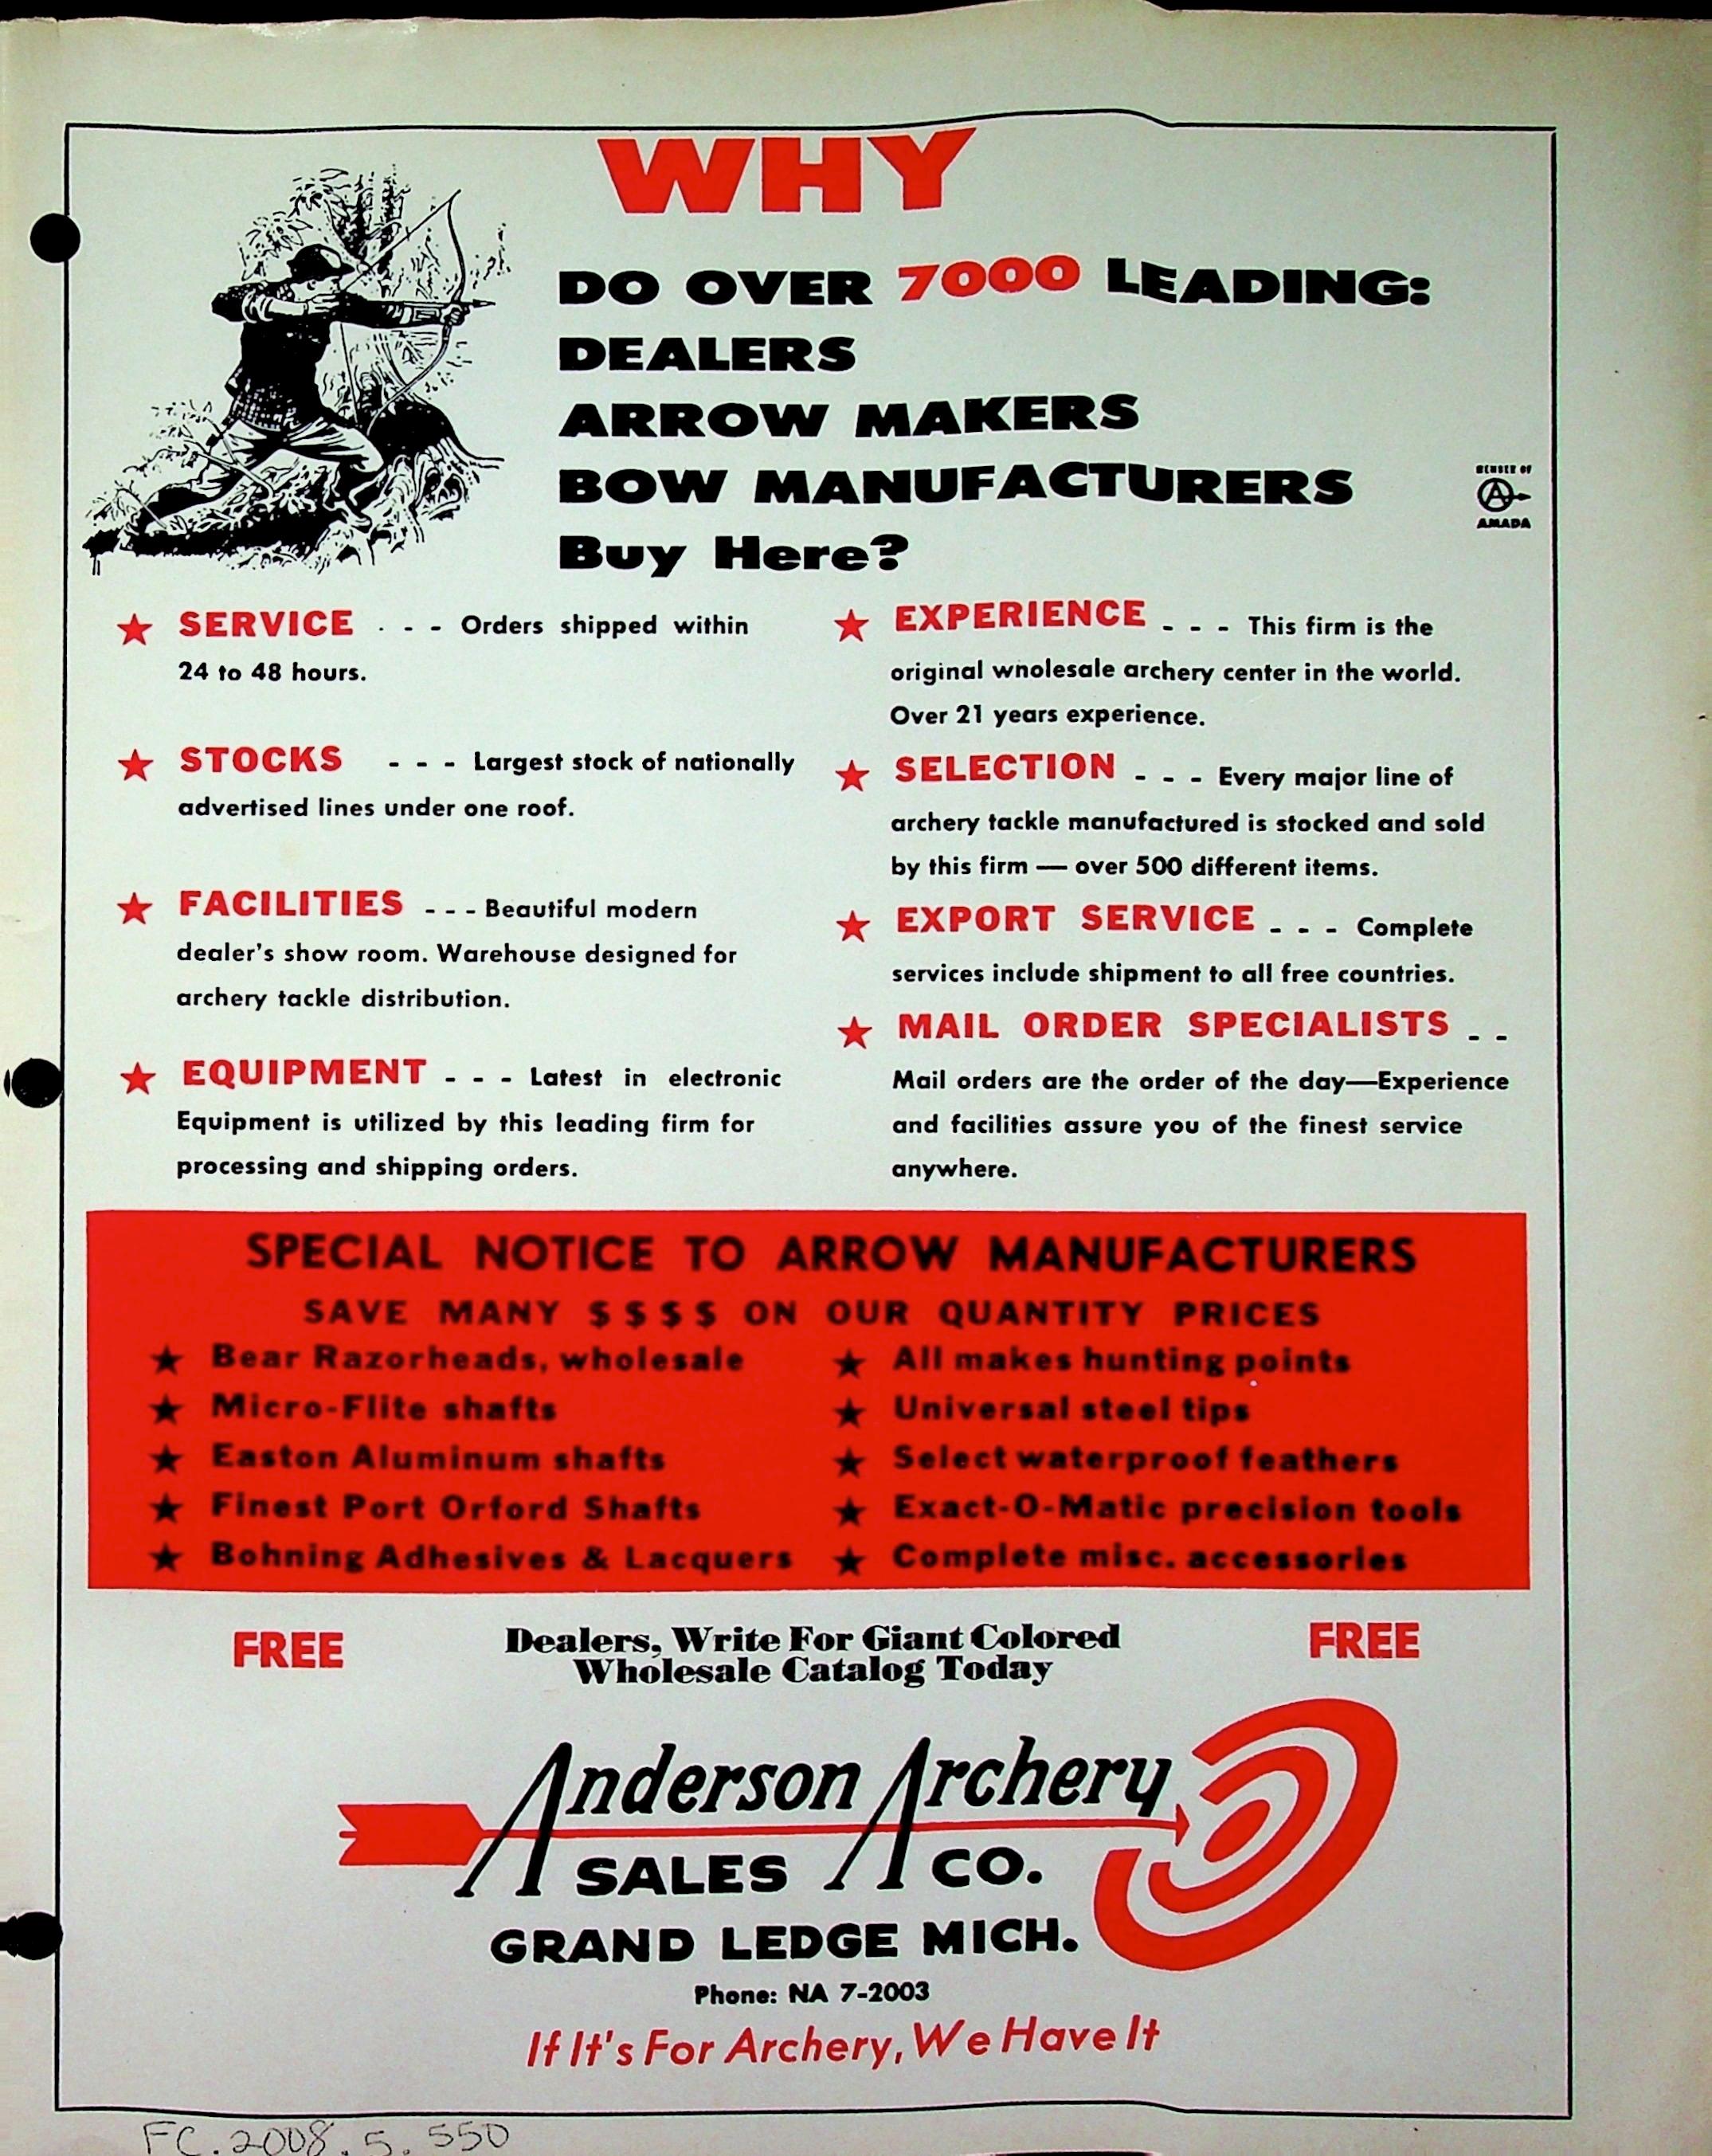 WHY
DO OVER 7000 LEADING:
DEALERS
ARROW MAKERS
BOW MANUFACTURERS
Buy Here?
MEMBER OF
A
AMADA
★ SERVICE - - - Orders shipped within
24 to 48 hours.
★ STOCKS - - - Largest stock of nationally
advertised lines under one roof.
★ FACILITIES - - - Beautiful modern
dealer's show room. Warehouse designed for
archery tackle distribution.
★ EQUIPMENT - - - Latest in electronic
Equipment is utilized by this leading firm for
processing and shipping orders.
★ EXPERIENCE - - - This firm is the
original wnolesale archery center in the world.
Over 21 years experience.
★ SELECTION - - - Every major line of
archery tackle manufactured is stocked and sold
by this firm — over 500 different items.
★ EXPORT SERVICE - - - Complete
services include shipment to all free countries.
★ MAIL ORDER SPECIALISTS - -
Mail orders are the order of the day—Experience
and facilities assure you of the finest service
anywhere.
SPECIAL NOTICE TO ARROW MANUFACTURERS
SAVE MANY $ $ $ $ ON OUR QUANTITY PRICES
★ Bear Razorheads, wholesale
★ Micro-Flite shafts
★ Easton Aluminum shafts
★ Finest Port Orford Shafts
★ Bohning Adhesives & Lacquers
★ All makes hunting points
★ Universal steel tips
★ Select waterproof feathers
★ Exact-O-Matic precision tools
★ Complete misc. accessories
FREE
Dealers, Write For Giant Colored
Wholesale Catalog Today
FREE
Anderson Archery
SALES CO.
GRAND LEDGE MICH.
Phone: NA 7-2003
If It's For Archery, We Have It
FC.2008.5.550